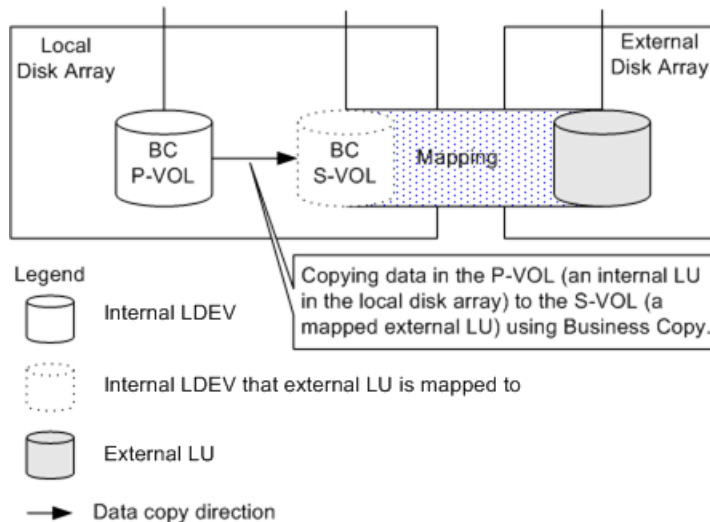 Local
Disk Array
External
Disk Array
BC
P-VOL
BC
S-VOL
Mapping
Copying data in the P-VOL (an internal LU
in the local disk array) to the S-VOL (a
mapped external LU) using Business Copy.
Legend
Internal LDEV
Internal LDEV that external LU is mapped to
External LU
Data copy direction